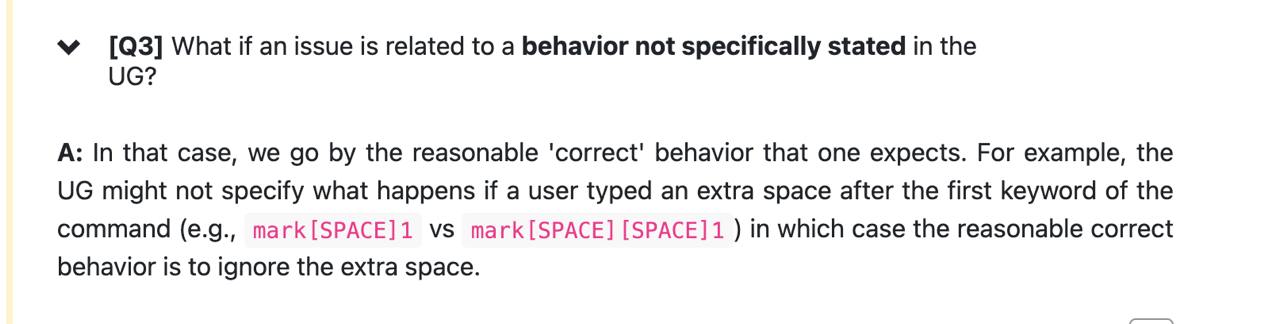 [Q3] What if an issue is related to a behavior not specifically stated in the
UG?
A: In that case, we go by the reasonable 'correct' behavior that one expects. For example, the
UG might not specify what happens if a user typed an extra space after the first keyword of the
command (e.g., mark[SPACE]1 vs mark[SPACE][SPACE]1 ) in which case the reasonable correct
behavior is to ignore the extra space.